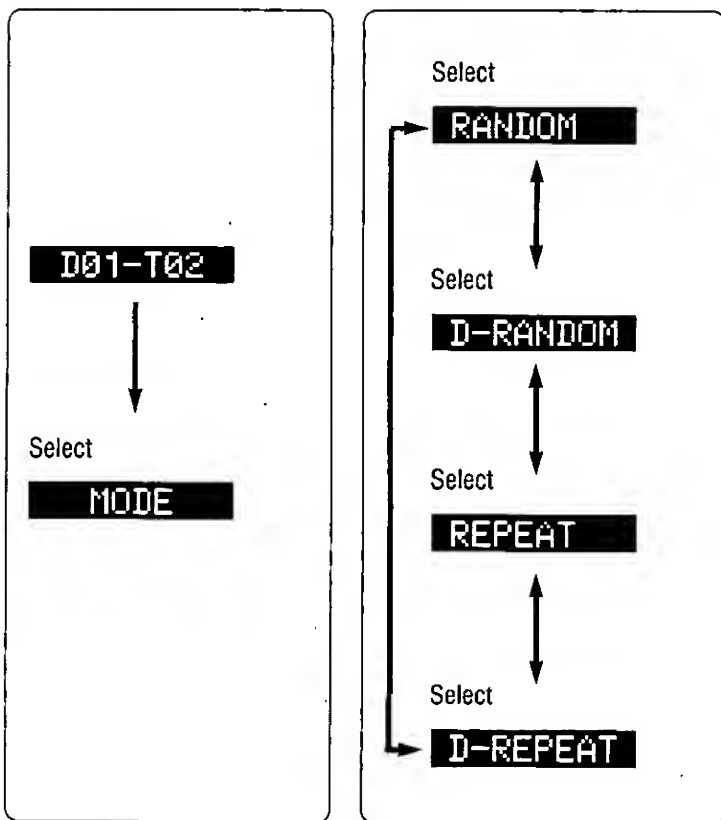 D01-T02
Select
MODE
Select
RANDOM
Select
D-RANDOM
Select
REPEAT
Select
D-REPEAT